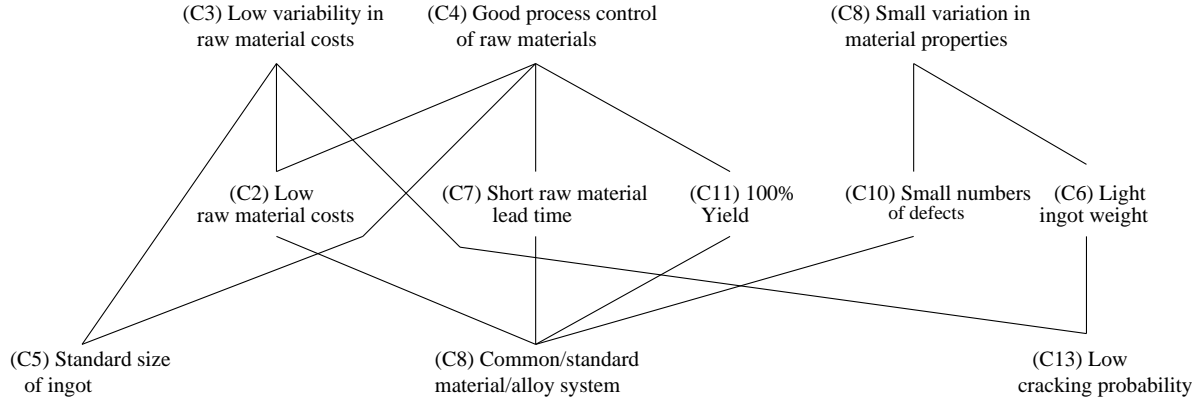 (C3) Low variability in
raw material costs
(C4) Good process control
of raw materials
(C8) Small variation in
material properties
(C2) Low
raw material costs
(C7) Short raw material
lead time
(C11) 100%
Yield
(C10) Small numbers
of defects
(C6) Light
ingot weight
(C5) Standard size
of ingot
(C8) Common/standard
material/alloy system
(C13) Low
cracking probability